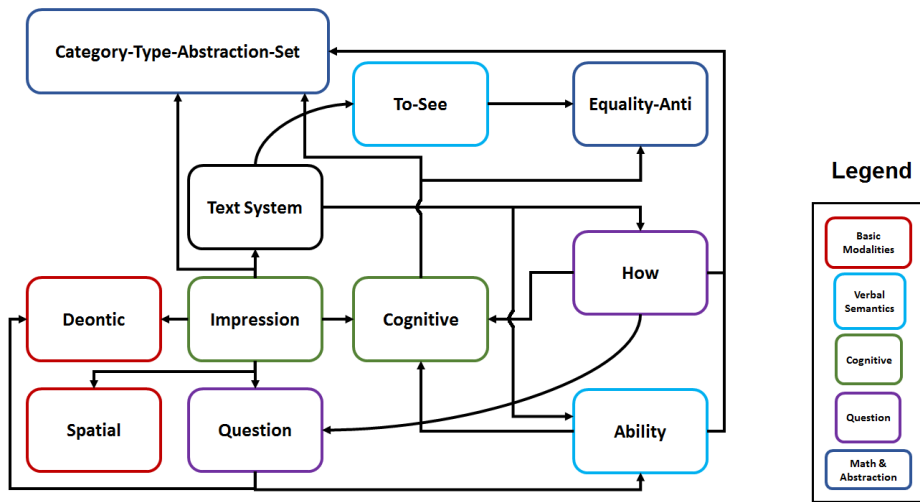 Category-Type-Abstraction-Set
To-See
Equality-Anti
Text System
How
Deontic
Impression
Cognitive
Spatial
Question
Ability
Legend
Basic
Modalities
Verbal
Semantics
Cognitive
Question
Math &
Abstraction